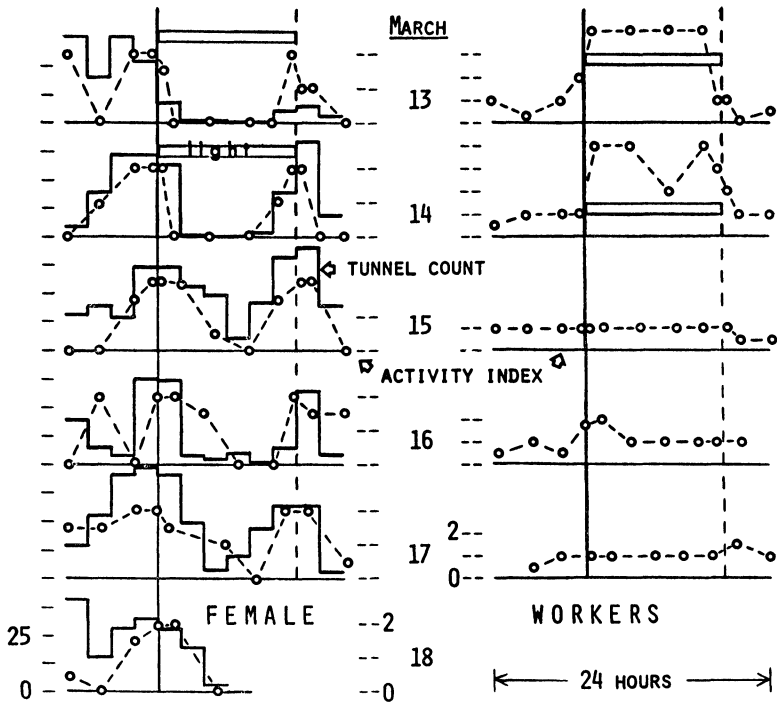 MARCH
13
light
14
TUNNEL COUNT
15
ACTIVITY INDEX
16
2
17
0
FEMALE
WORKERS
25
2
18
24 HOURS
0
0